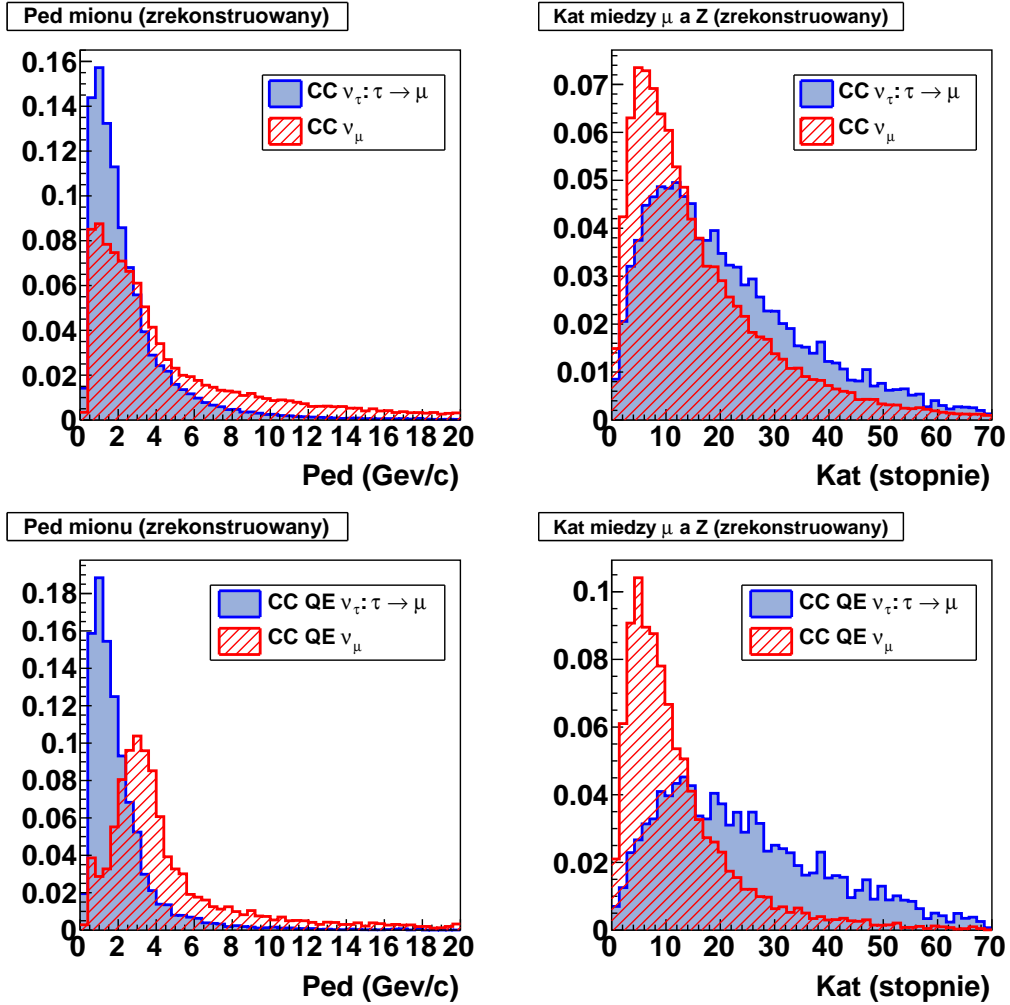 Ped mionu (zrekonstruowany)
CC ντ: τ → μ
CC νμ
0.16
0.14
0.12
0.1
0.08
0.06
0.04
0.02
0
0 2 4 6 8 10 12 14 16 18 20
Ped (Gev/c)
Kat miedzy μ a Z (zrekonstruowany)
CC ντ: τ → μ
CC νμ
0.07
0.06
0.05
0.04
0.03
0.02
0.01
0
0 10 20 30 40 50 60 70
Kat (stopnie)
Ped mionu (zrekonstruowany)
CC QE ντ: τ → μ
CC QE νμ
0.18
0.16
0.14
0.12
0.1
0.08
0.06
0.04
0.02
0
0 2 4 6 8 10 12 14 16 18 20
Ped (Gev/c)
Kat miedzy μ a Z (zrekonstruowany)
CC QE ντ: τ → μ
CC QE νμ
0.1
0.08
0.06
0.04
0.02
0
0 10 20 30 40 50 60 70
Kat (stopnie)